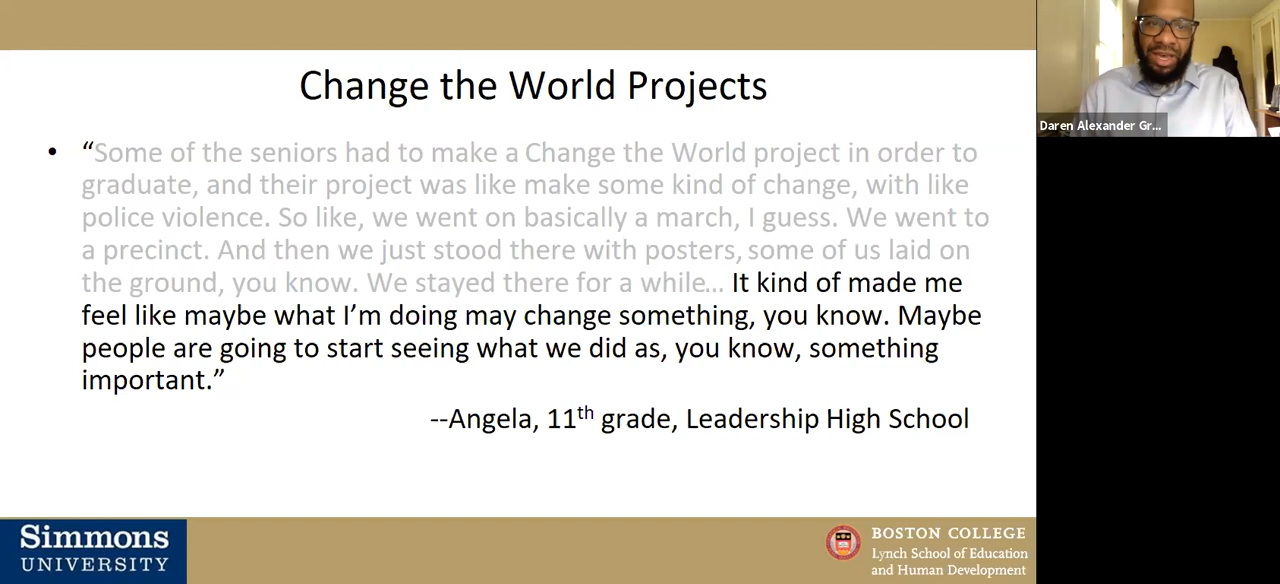 Change the World Projects
• “Some of the seniors had to make a Change the World project in order to
graduate, and their project was like make some kind of change, with like
police violence. So like, we went on basically a march, I guess. We went to
a precinct. And then we just stood there with posters, some of us laid on
the ground, you know. We stayed there for a while… It kind of made me
feel like maybe what I’m doing may change something, you know. Maybe
people are going to start seeing what we did as, you know, something
important.”
--Angela, 11th grade, Leadership High School
Daren Alexander Gr...
Simmons
UNIVERSITY
BOSTON COLLEGE
Lynch School of Education
and Human Development